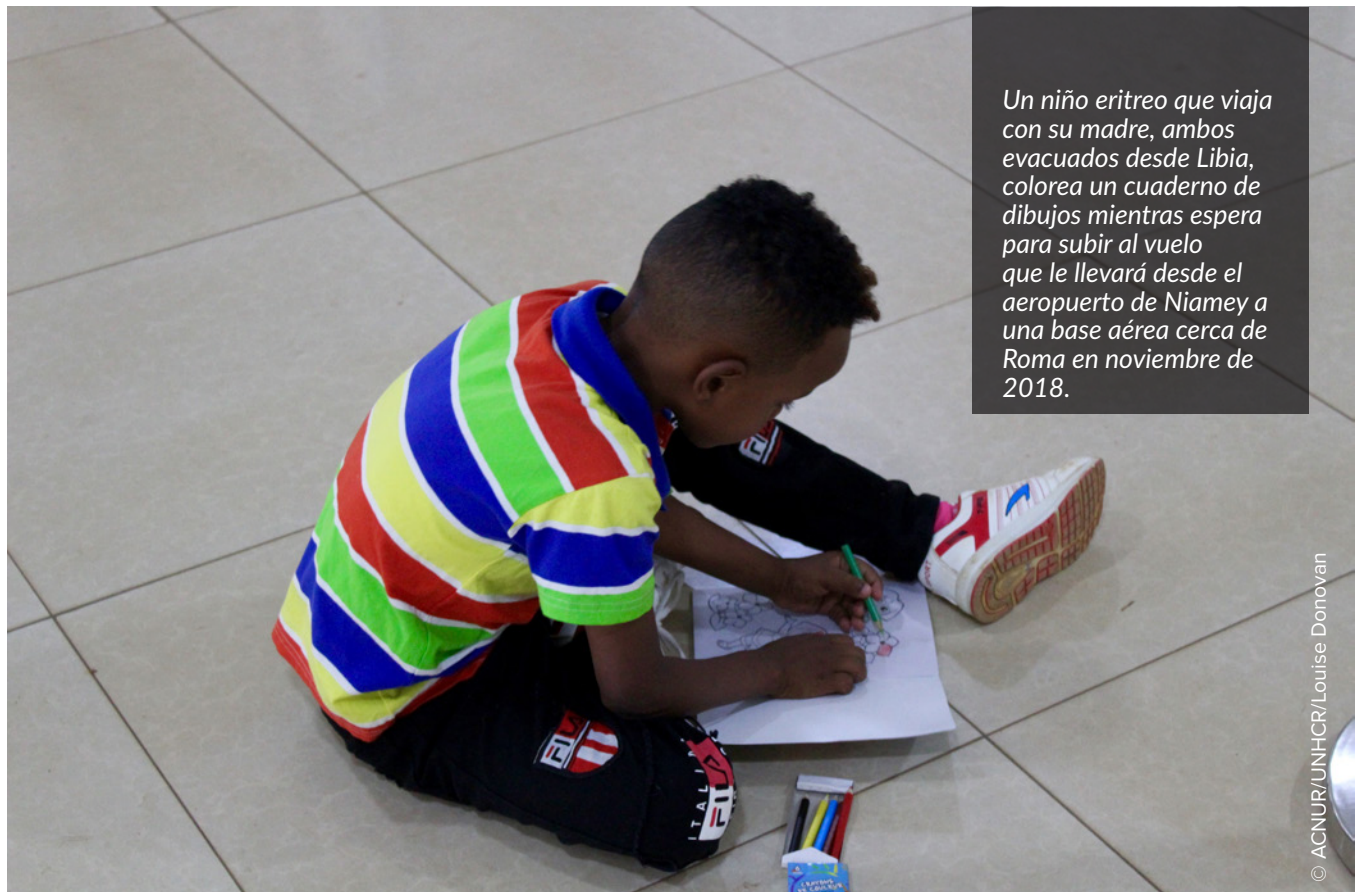 Un niño eritreo que viaja
con su madre, ambos
evacuados desde Libia,
colorea un cuaderno de
dibujos mientras espera
para subir al vuelo
que le llevará desde el
aeropuerto de Niamey a
una base aérea cerca de
Roma en noviembre de
2018.
© ACNUR/UNHCR/Louise Donovan
FILA
FILA
ITALIA
FILA